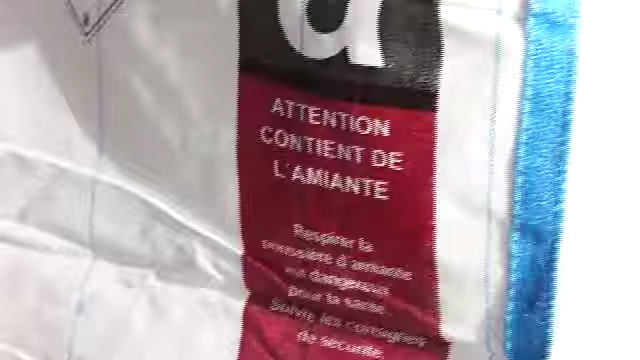 a
ATTENTION
CONTIENT DE
L'AMIANTE
Respirer la
poussière d'amiante
est dangereux
pour la santé.
Suivre les consignes
de sécurité.